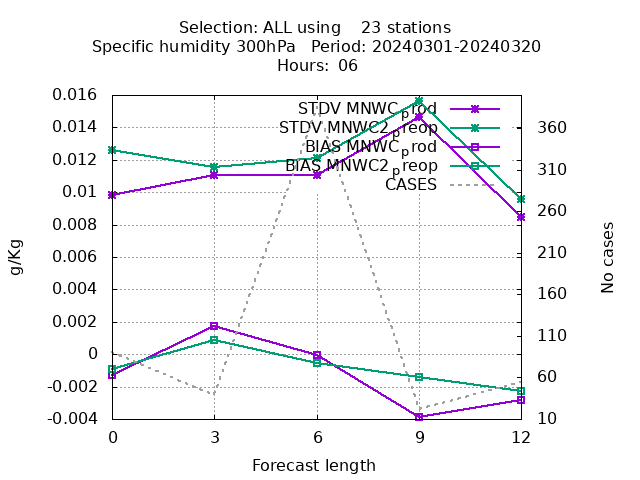 Selection: ALL using 23 stations
Specific humidity 300hPa Period: 20240301-20240320
Hours: 06
STDV MNWC_prod
STDV MNWC2_preop
BIAS MNWC_prod
BIAS MNWC2_preop
CASES
0.016
0.014
0.012
0.01
0.008
0.006
0.004
0.002
0
-0.002
-0.004
g/Kg
360
310
260
210
160
110
60
10
No cases
0 3 6 9 12
Forecast length